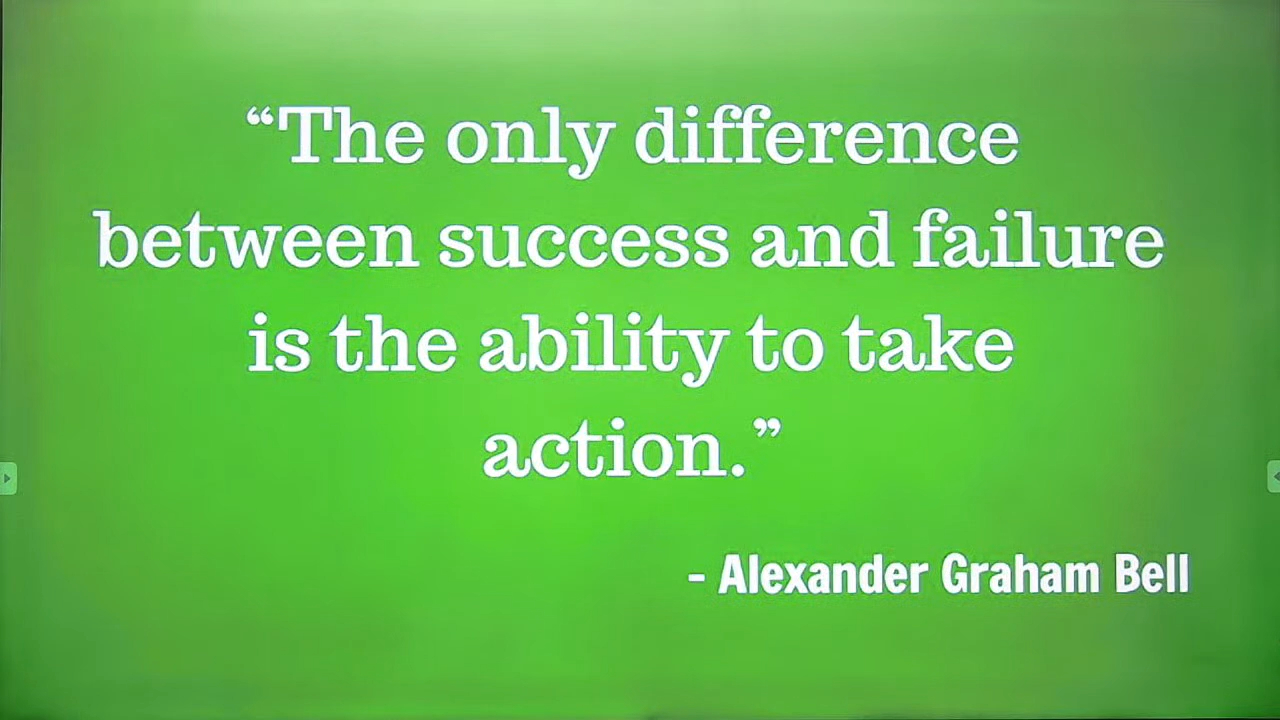 “The only difference
between success and failure
is the ability to take
action.”
- Alexander Graham Bell